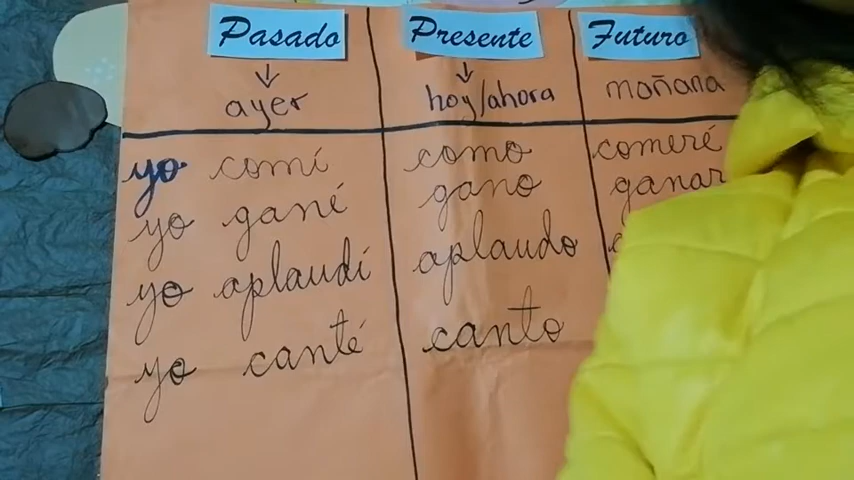 Pasado Presente Futuro
ayer hoy/ahora mañana
yo comí como comeré
yo gané gano
yo aplaudí aplaudo
yo canté canto